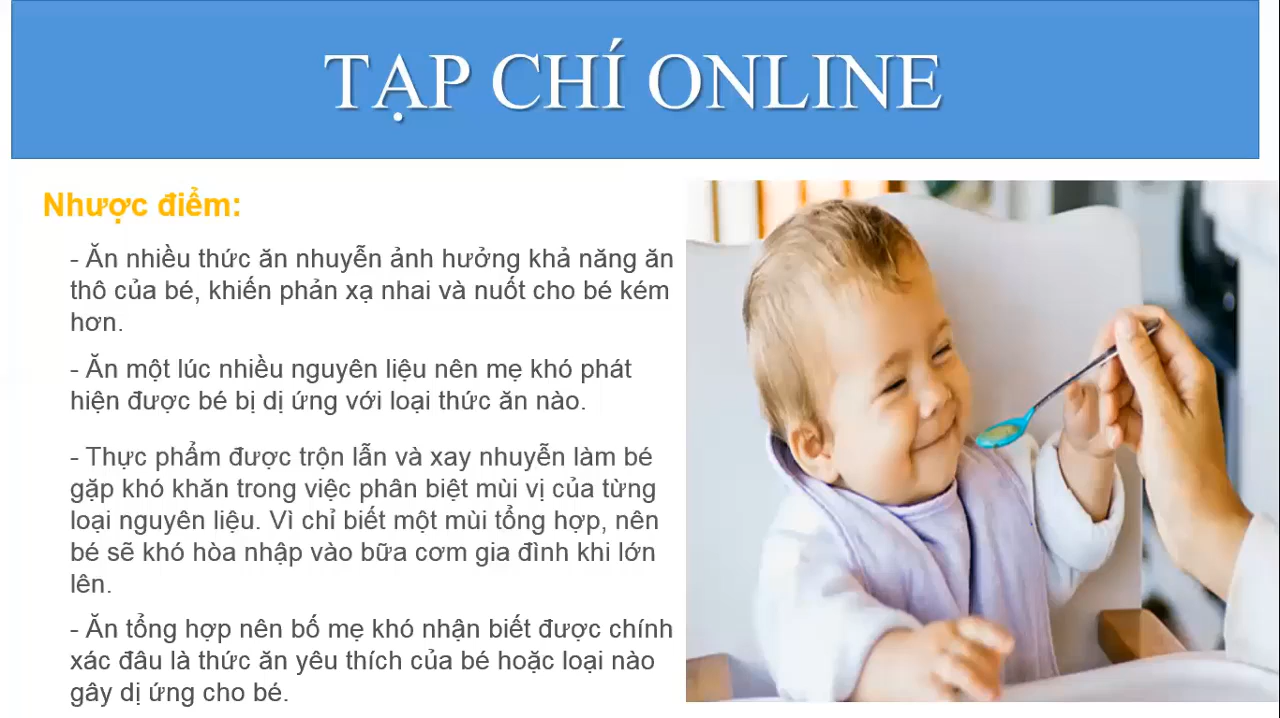 TẠP CHÍ ONLINE
Nhược điểm:
- Ăn nhiều thức ăn nhuyễn ảnh hưởng khả năng ăn
thô của bé, khiến phản xạ nhai và nuốt cho bé kém
hơn.
- Ăn một lúc nhiều nguyên liệu nên mẹ khó phát
hiện được bé bị dị ứng với loại thức ăn nào.
- Thực phẩm được trộn lẫn và xay nhuyễn làm bé
gặp khó khăn trong việc phân biệt mùi vị của từng
loại nguyên liệu. Vì chỉ biết một mùi tổng hợp, nên
bé sẽ khó hòa nhập vào bữa cơm gia đình khi lớn
lên.
- Ăn tổng hợp nên bố mẹ khó nhận biết được chính
xác đâu là thức ăn yêu thích của bé hoặc loại nào
gây dị ứng cho bé.